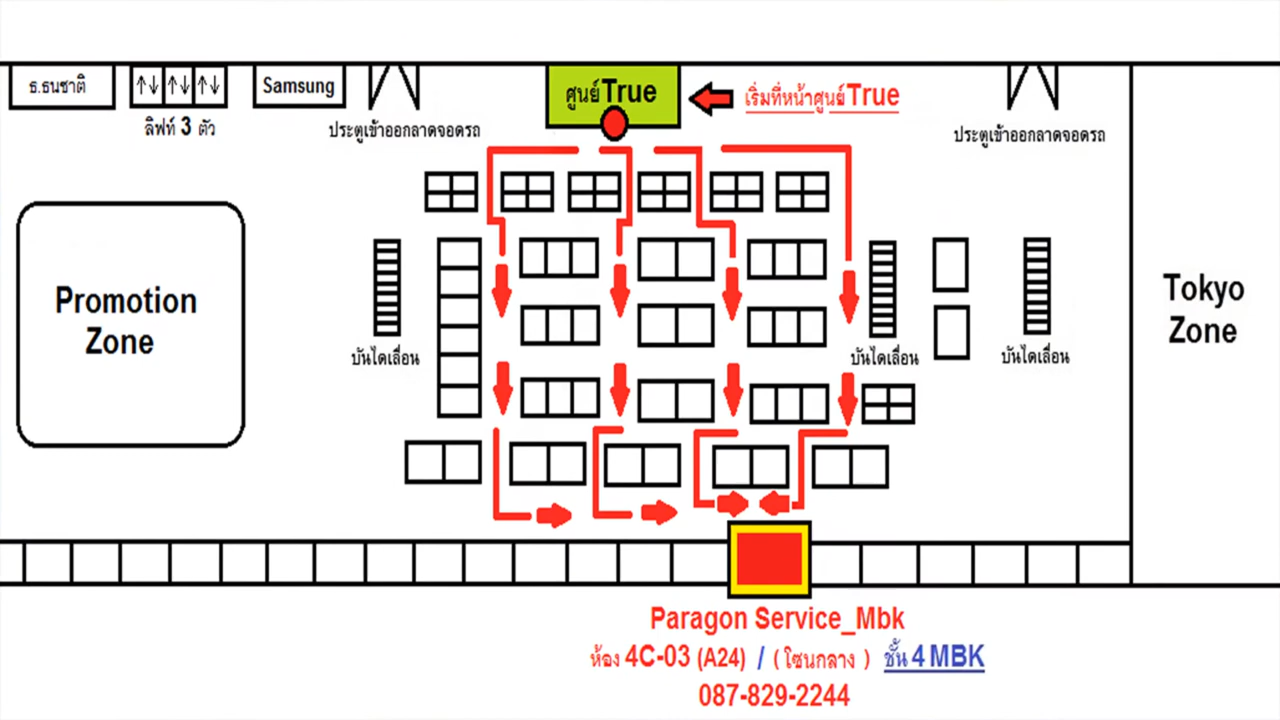 ธ.ธนชาติ
ลิฟท์ 3 ตัว
Samsung
ประตูเข้าออกลาดจอดรถ
ศูนย์True
เริ่มที่หน้าศูนย์True
ประตูเข้าออกลาดจอดรถ
Promotion
Zone
บันไดเลื่อน
บันไดเลื่อน
บันไดเลื่อน
Tokyo
Zone
Paragon Service_Mbk
ห้อง 4C-03 (A24) / ( โซนกลาง ) ชั้น 4 MBK
087-829-2244